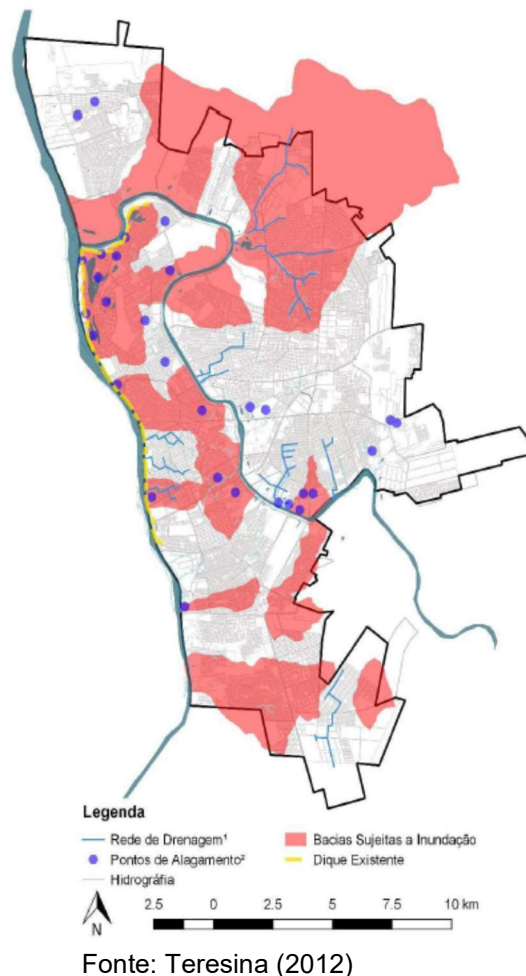 Legenda
Rede de Drenagem¹ Bacias Sujeitas a Inundação
Pontos de Alagamento² Dique Existente
Hidrográfia
N
2.5 0 2.5 5 7.5 10 km
Fonte: Teresina (2012)